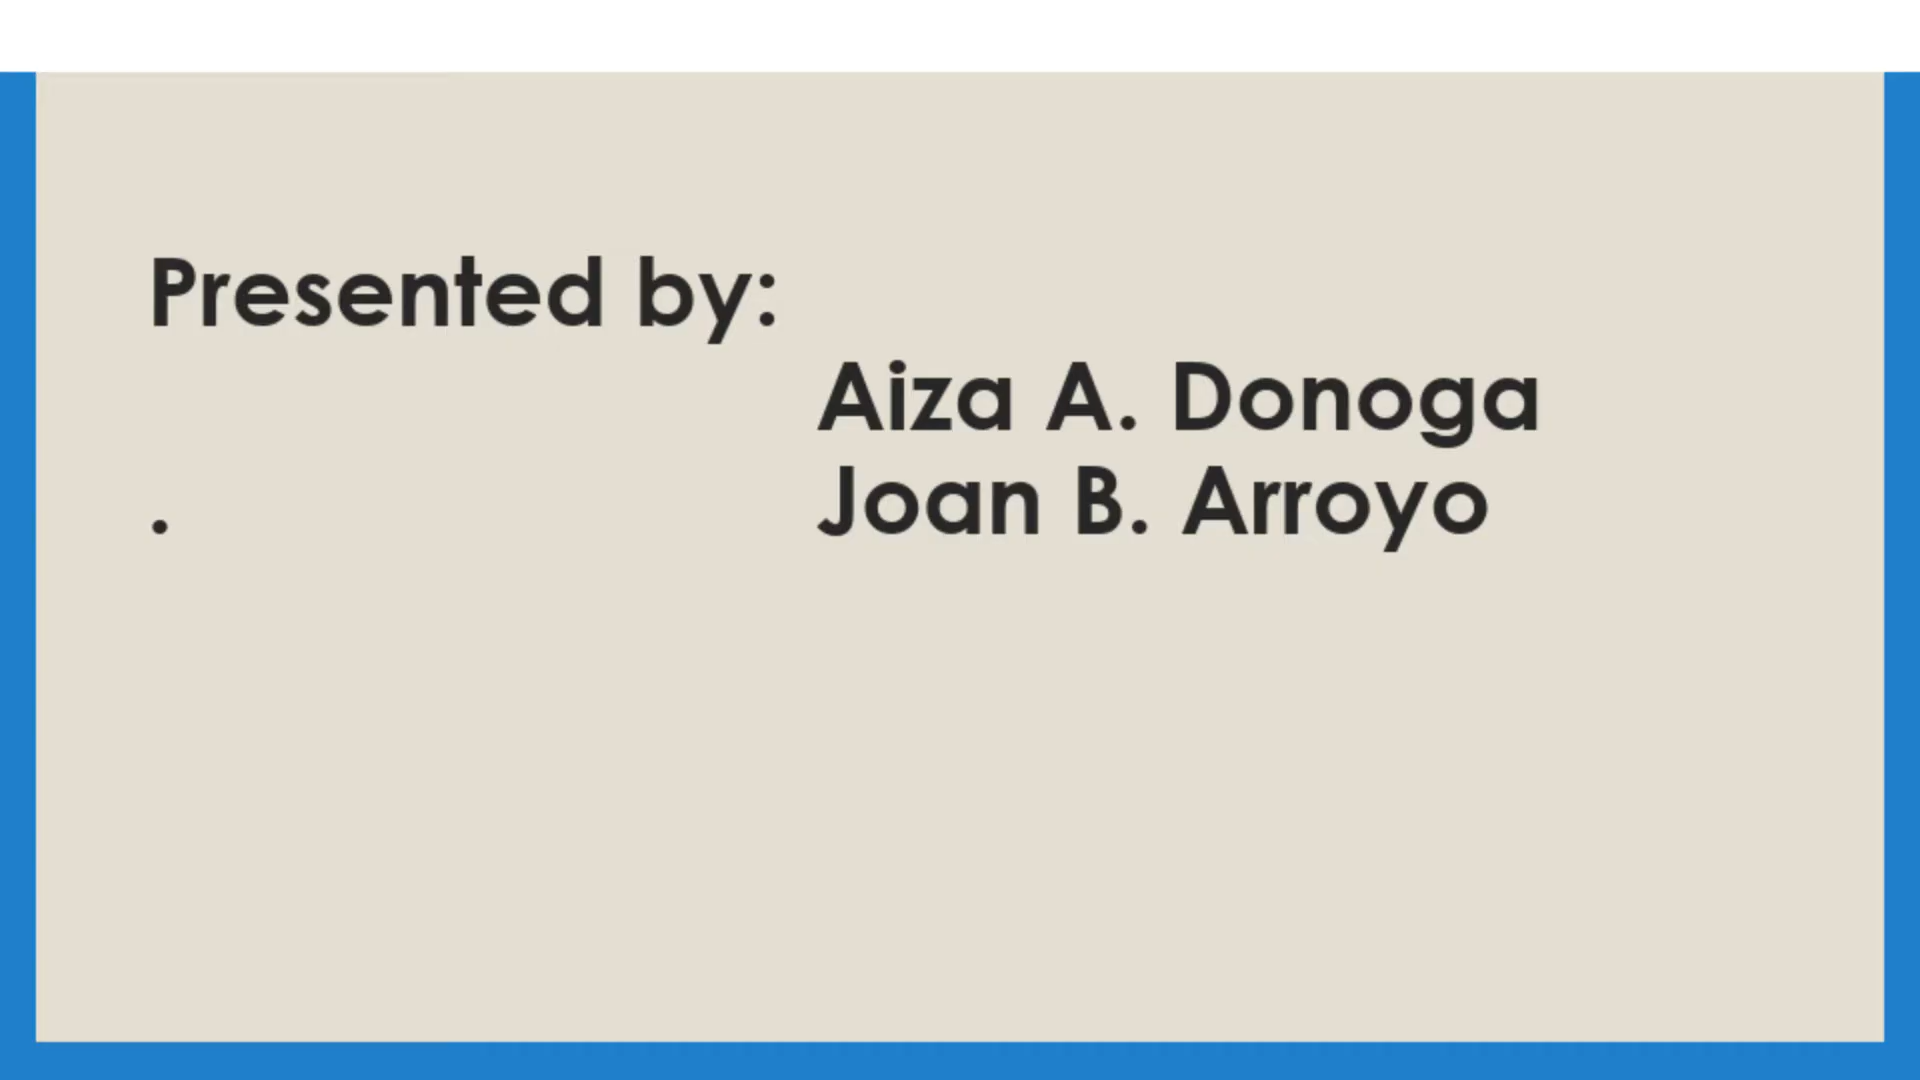 Presented by:
Aiza A. Donoga
. Joan B. Arroyo